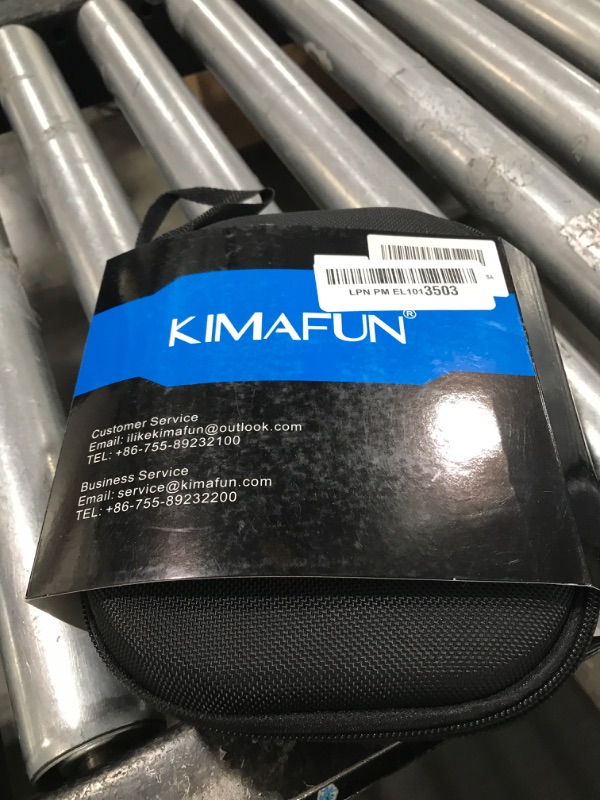 LPN PM EL1013503
KIMAFUN®
Customer Service
Email: ilikekimafun@outlook.com
TEL: +86-755-89232100
Business Service
Email: service@kimafun.com
TEL: +86-755-89232200